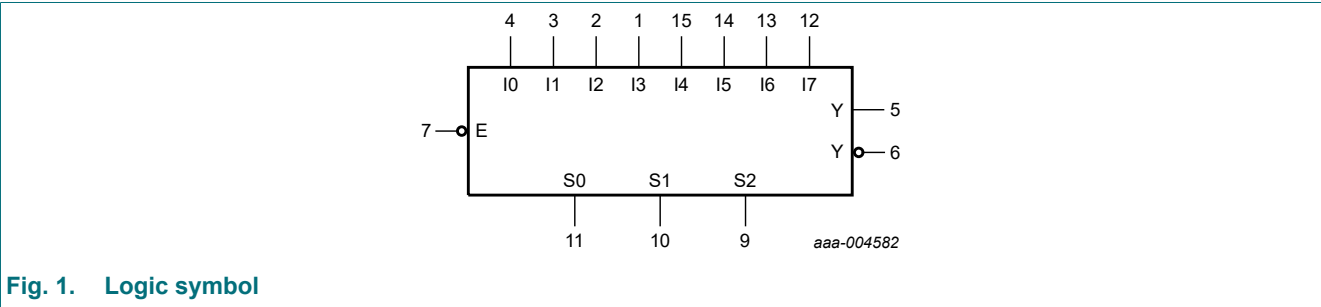 4 3 2 1 15 14 13 12
I0 I1 I2 I3 I4 I5 I6 I7
Y 5
7 E
Y 6
S0 S1 S2
11 10 9 aaa-004582
Fig. 1. Logic symbol